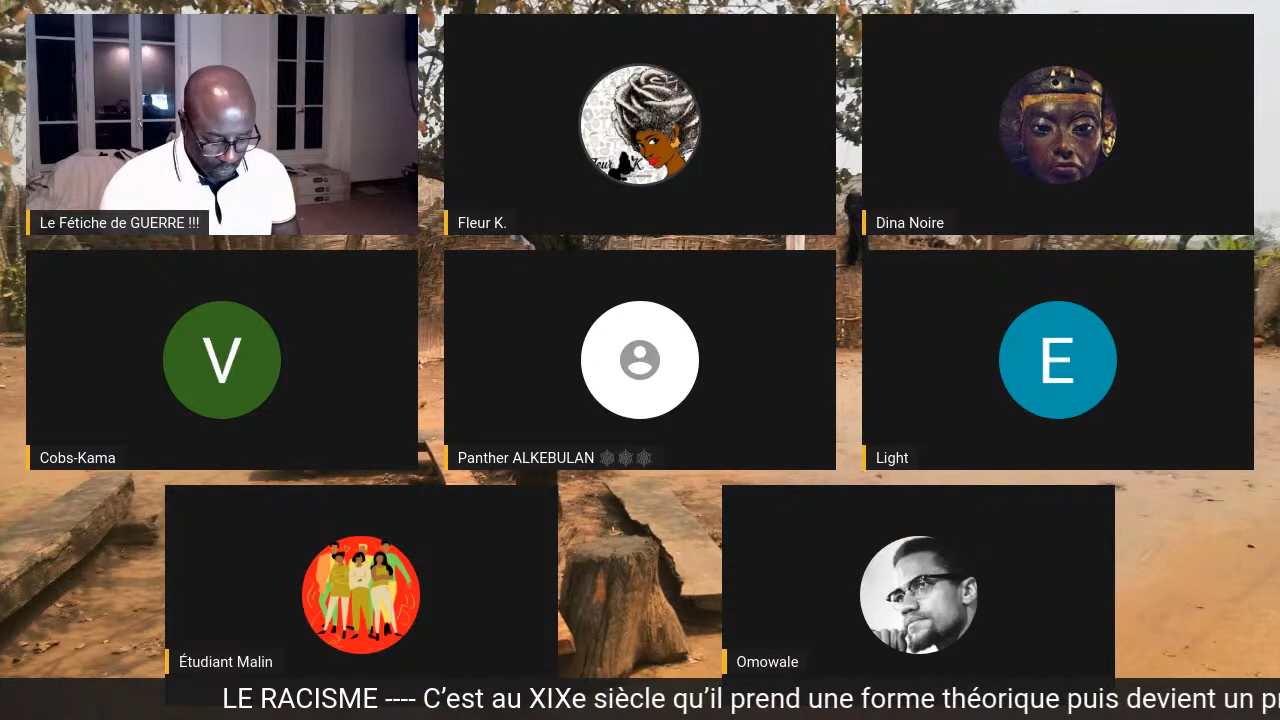 Le Fétiche de GUERRE !!!
Fleur K.
Dina Noire
V
Cobs-Kama
Panther ALKEBULAN 🕸🕸🕸
E
Light
Étudiant Malin
Omowale
LE RACISME ---- C’est au XIXe siècle qu’il prend une forme théorique puis devient un